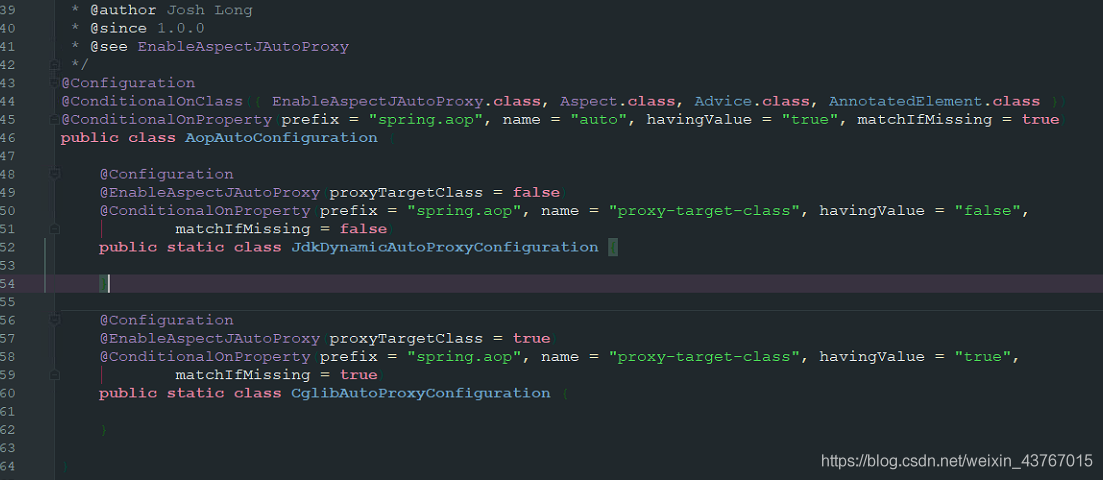 39 * @author Josh Long
40 * @since 1.0.0
41 * @see EnableAspectJAutoProxy
42 */
43 @Configuration
44 @ConditionalOnClass({ EnableAspectJAutoProxy.class, Aspect.class, Advice.class, AnnotatedElement.class })
45 @ConditionalOnProperty(prefix = "spring.aop", name = "auto", havingValue = "true", matchIfMissing = true)
46 public class AopAutoConfiguration {
47
48 @Configuration
49 @EnableAspectJAutoProxy(proxyTargetClass = false)
50 @ConditionalOnProperty(prefix = "spring.aop", name = "proxy-target-class", havingValue = "false",
51 matchIfMissing = false)
52 public static class JdkDynamicAutoProxyConfiguration {
53
54 }
55
56 @Configuration
57 @EnableAspectJAutoProxy(proxyTargetClass = true)
58 @ConditionalOnProperty(prefix = "spring.aop", name = "proxy-target-class", havingValue = "true",
59 matchIfMissing = true)
60 public static class CglibAutoProxyConfiguration {
61
62 }
63
64 }
https://blog.csdn.net/weixin_43767015